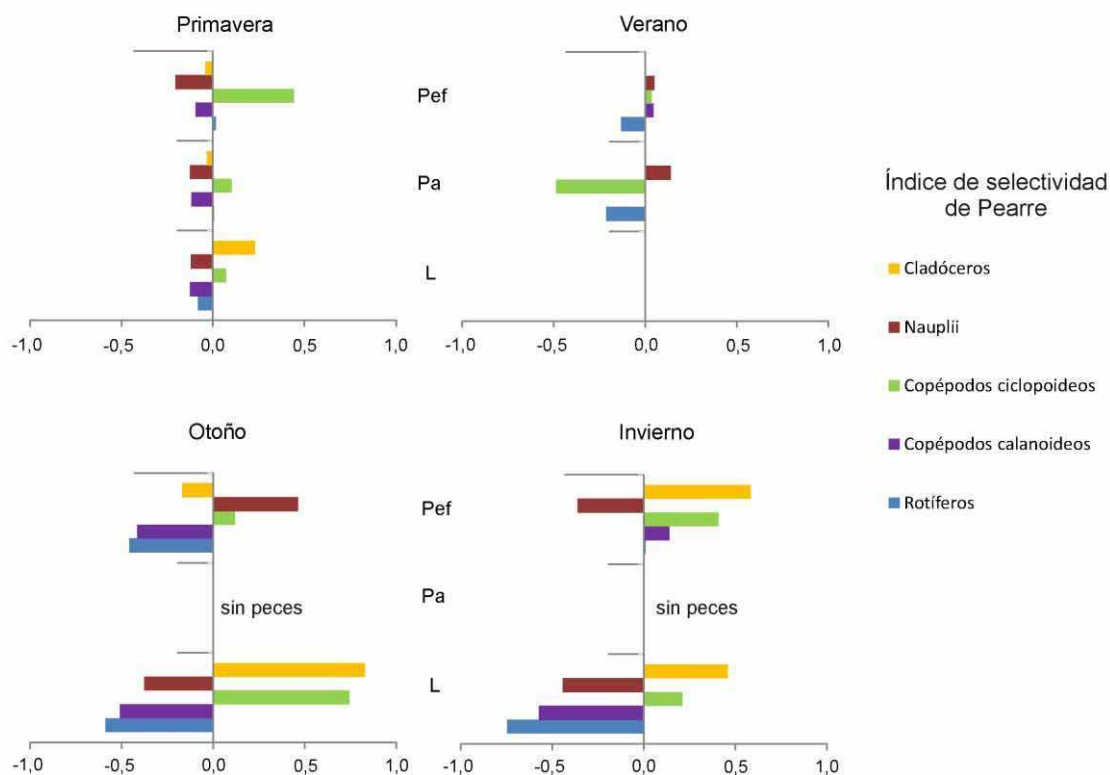 Primavera
Verano
Pef
Pa
L
-1,0 -0,5 0,0 0,5 1,0
-1,0 -0,5 0,0 0,5 1,0
Índice de selectividad
de Pearre
Cladóceros
Nauplii
Copépodos ciclopoideos
Copépodos calanoideos
Rotíferos
Otoño
Invierno
Pef
Pa
sin peces
sin peces
L
-1,0 -0,5 0,0 0,5 1,0
-1,0 -0,5 0,0 0,5 1,0